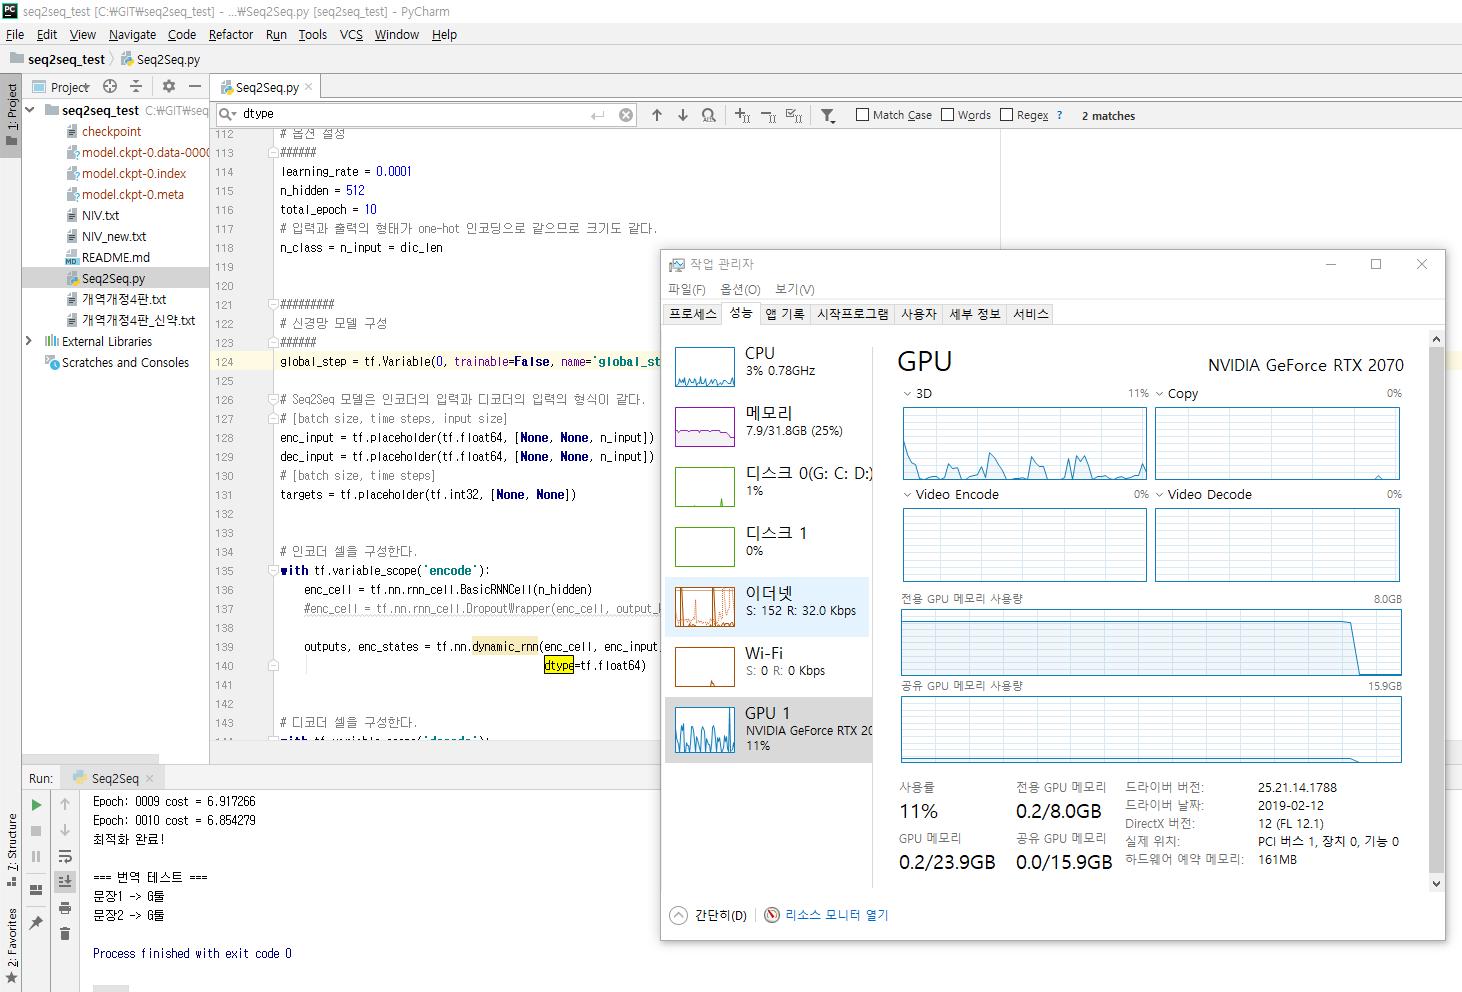 seq2seq_test [C:₩GIT₩seq2seq_test] - ...₩Seq2Seq.py [seq2seq_test] - PyCharm
File Edit View Navigate Code Refactor Run Tools VCS Window Help
seq2seq_test Seq2Seq.py
1: Project
Project
Seq2Seq.py
seq2seq_test C:₩GIT₩seq
checkpoint
model.ckpt-0.data-0000
model.ckpt-0.index
model.ckpt-0.meta
NIV.txt
NIV_new.txt
README.md
Seq2Seq.py
개역개정4판.txt
개역개정4판_신약.txt
External Libraries
Scratches and Consoles
dtype
Match Case Words Regex ? 2 matches
112 # 옵션 설정
113 ######
114 learning_rate = 0.0001
115 n_hidden = 512
116 total_epoch = 10
117 # 입력과 출력의 형태가 one-hot 인코딩으로 같으므로 크기도 같다.
118 n_class = n_input = dic_len
119
120
121 #########
122 # 신경망 모델 구성
123 ######
124 global_step = tf.Variable(0, trainable=False, name='global_st
125
126 # Seq2Seq 모델은 인코더의 입력과 디코더의 입력의 형식이 같다.
127 # [batch size, time steps, input size]
128 enc_input = tf.placeholder(tf.float64, [None, None, n_input])
129 dec_input = tf.placeholder(tf.float64, [None, None, n_input])
130 # [batch size, time steps]
131 targets = tf.placeholder(tf.int32, [None, None])
132
133
134 # 인코더 셀을 구성한다.
135 with tf.variable_scope('encode'):
136 enc_cell = tf.nn.rnn_cell.BasicRNNCell(n_hidden)
137 #enc_cell = tf.nn.rnn_cell.DropoutWrapper(enc_cell, output_k
138
139 outputs, enc_states = tf.nn.dynamic_rnn(enc_cell, enc_input,
140 dtype=tf.float64)
141
142
143 # 디코더 셀을 구성한다.
with tf.variable_scope('decode'):
작업 관리자
파일(F) 옵션(O) 보기(V)
프로세스 성능 앱 기록 시작프로그램 사용자 세부 정보 서비스
CPU
3% 0.78GHz
메모리
7.9/31.8GB (25%)
디스크 0(G: C: D:)
1%
디스크 1
0%
이더넷
S: 152 R: 32.0 Kbps
Wi-Fi
S: 0 R: 0 Kbps
GPU 1
NVIDIA GeForce RTX 20
11%
GPU NVIDIA GeForce RTX 2070
3D 11% Copy 0%
Video Encode 0% Video Decode 0%
전용 GPU 메모리 사용량 8.0GB
공유 GPU 메모리 사용량 15.9GB
사용률
11%
전용 GPU 메모리
0.2/8.0GB
GPU 메모리
0.2/23.9GB
공유 GPU 메모리
0.0/15.9GB
드라이버 버전: 25.21.14.1788
드라이버 날짜: 2019-02-12
DirectX 버전: 12 (FL 12.1)
실제 위치: PCI 버스 1, 장치 0, 기능 0
하드웨어 예약 메모리: 161MB
간단히(D) 리소스 모니터 열기
Run: Seq2Seq
7: Structure
2: Favorites
Epoch: 0009 cost = 6.917266
Epoch: 0010 cost = 6.854279
최적화 완료!
=== 번역 테스트 ===
문장1 -> G둘
문장2 -> G둘
Process finished with exit code 0